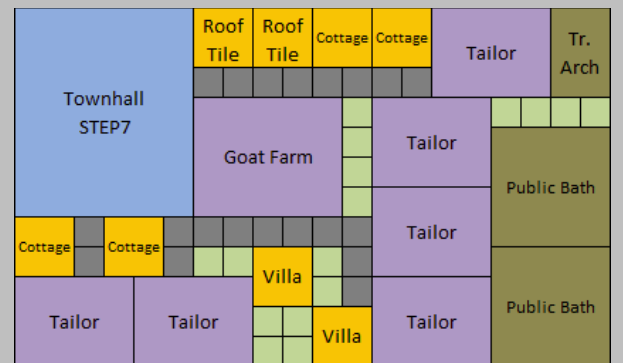 Roof
Tile
Roof
Tile
Cottage
Cottage
Tailor
Tr.
Arch
Townhall
STEP7
Goat Farm
Tailor
Public Bath
Tailor
Cottage
Cottage
Villa
Tailor
Tailor
Villa
Tailor
Public Bath